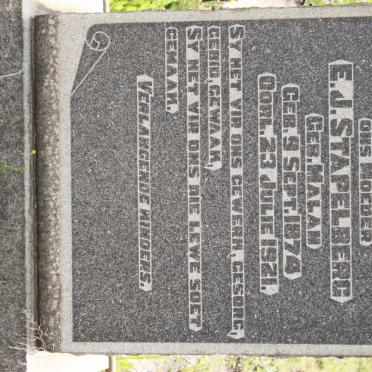 ONS MOEDER
E.J. STAPELBERG
GEB. MALAN
GEB. 9 SEPT. 1874
OORL. 23 JULIE 1921.
SY HET VIR ONS GEWERK, GESORG,
GEBID, GEWAAK,
SY HET VIR ONS DIE LEWE SOET
GEMAAK.
VERLANGENDE KINDERS.